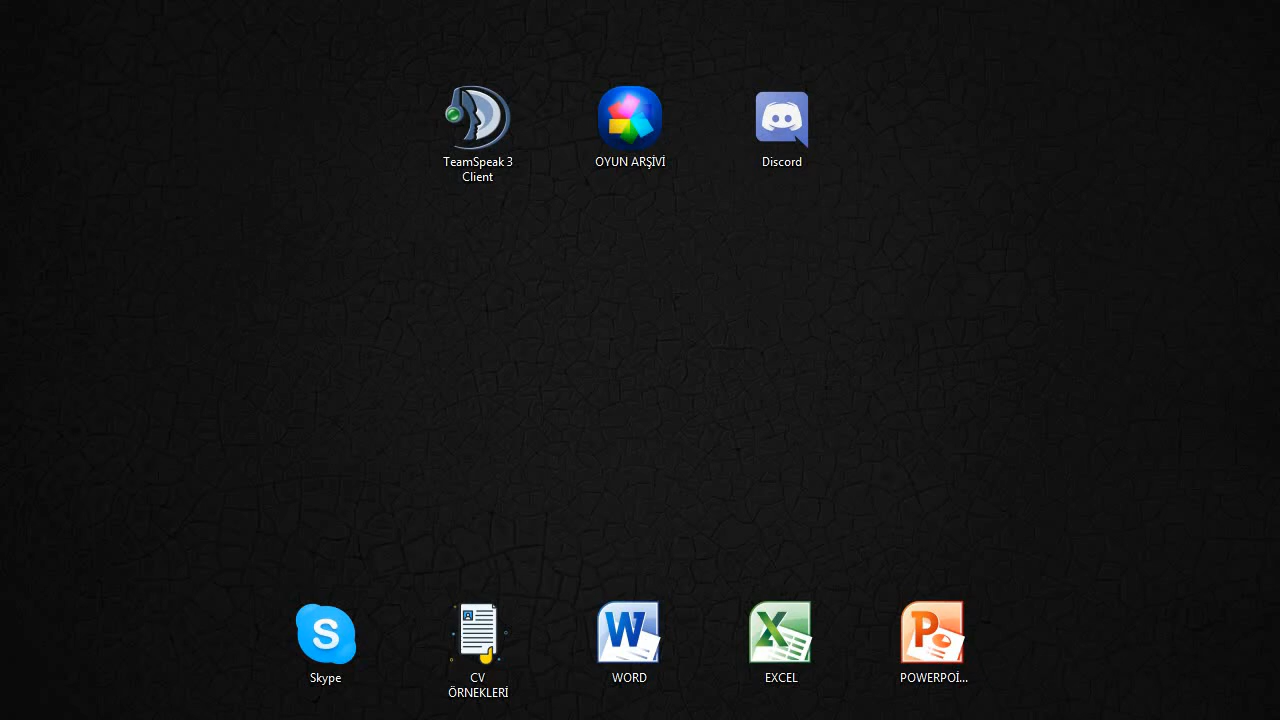 TeamSpeak 3
Client
OYUN ARŞİVİ
Discord
Skype
CV
ÖRNEKLERİ
WORD
EXCEL
POWERPOİ...